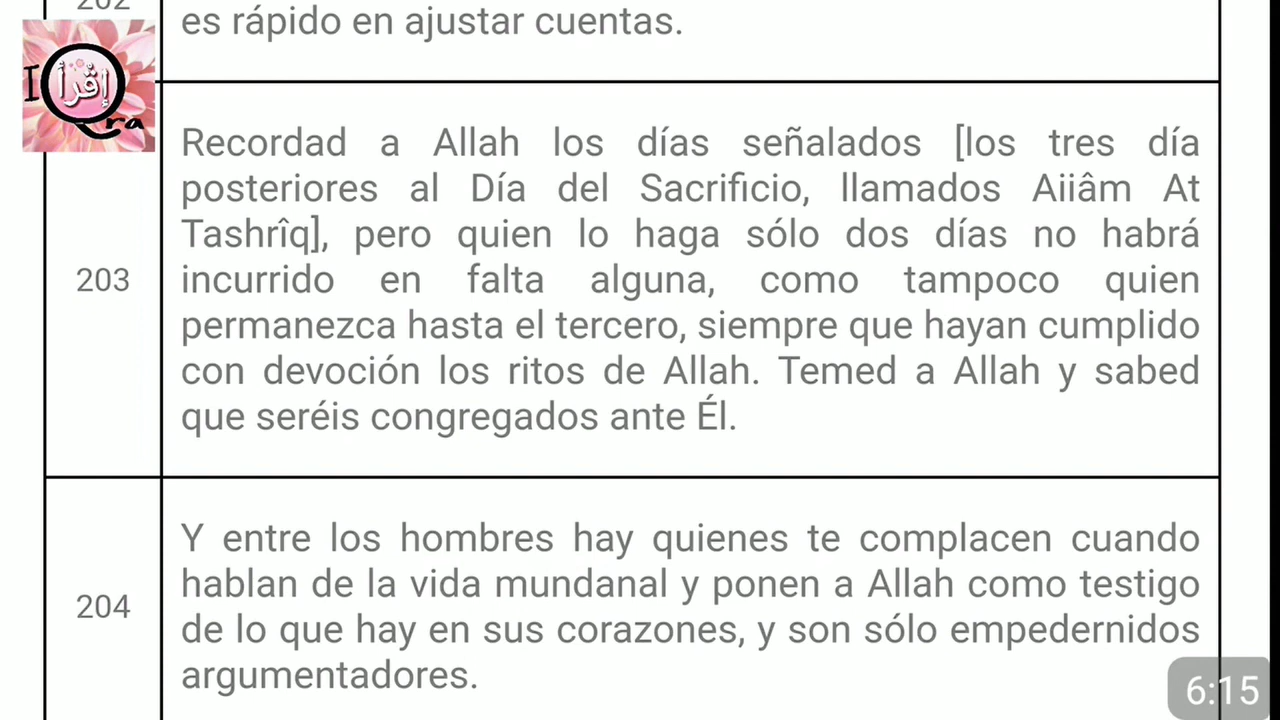 202
es rápido en ajustar cuentas.
I إقرأ Qra
Recordad a Allah los días señalados [los tres día
posteriores al Día del Sacrificio, llamados Aiiâm At
Tashrîq], pero quien lo haga sólo dos días no habrá
203
incurrido en falta alguna, como tampoco quien
permanezca hasta el tercero, siempre que hayan cumplido
con devoción los ritos de Allah. Temed a Allah y sabed
que seréis congregados ante Él.
Y entre los hombres hay quienes te complacen cuando
hablan de la vida mundanal y ponen a Allah como testigo
204
de lo que hay en sus corazones, y son sólo empedernidos
argumentadores.
6:15